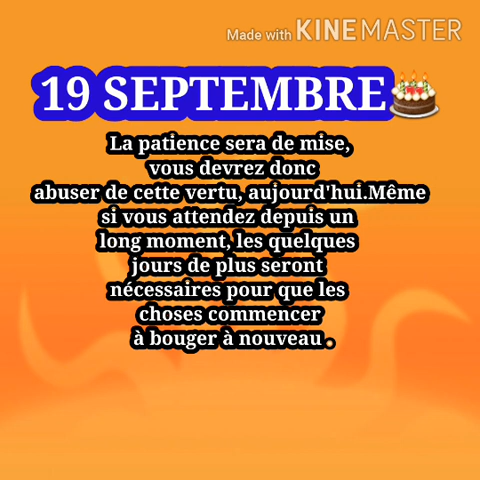 Made with KINEMASTER
19 SEPTEMBRE
La patience sera de mise,
vous devrez donc
abuser de cette vertu, aujourd'hui.Même
si vous attendez depuis un
long moment, les quelques
jours de plus seront
nécessaires pour que les
choses commencer
à bouger à nouveau.